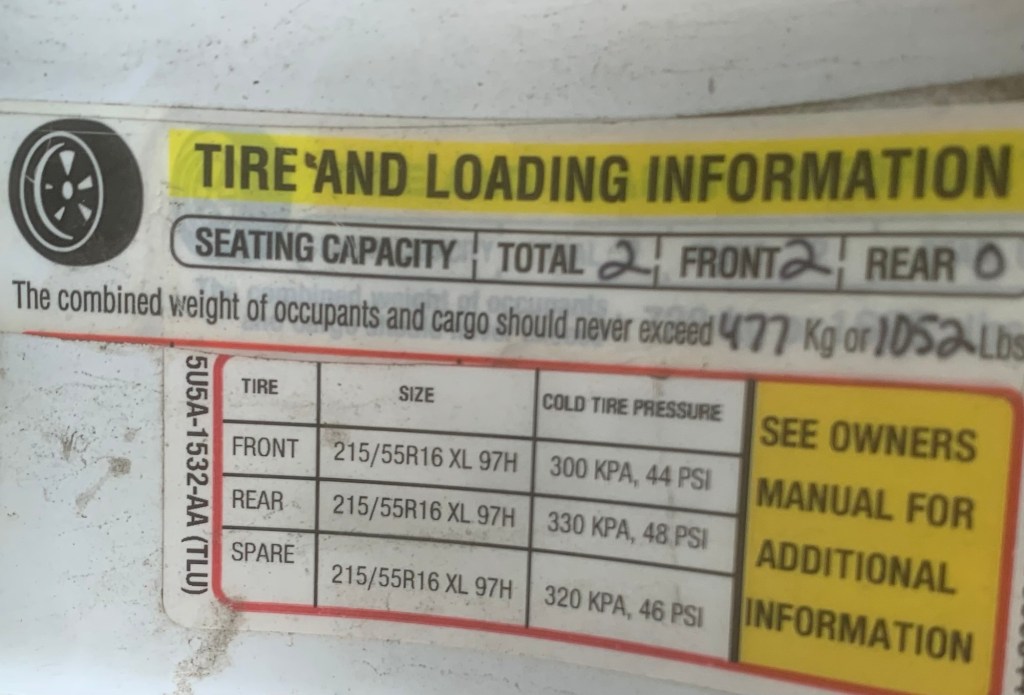 TIRE AND LOADING INFORMATION
SEATING CAPACITY TOTAL 2 FRONT 2 REAR 0
The combined weight of occupants and cargo should never exceed 477 Kg or 1052 Lbs
5U5A-1532-AA (TLU)
TIRE SIZE COLD TIRE PRESSURE
FRONT 215/55R16 XL 97H 300 KPA, 44 PSI
REAR 215/55R16 XL 97H 330 KPA, 48 PSI
SPARE 215/55R16 XL 97H 320 KPA, 46 PSI
SEE OWNERS
MANUAL FOR
ADDITIONAL
INFORMATION